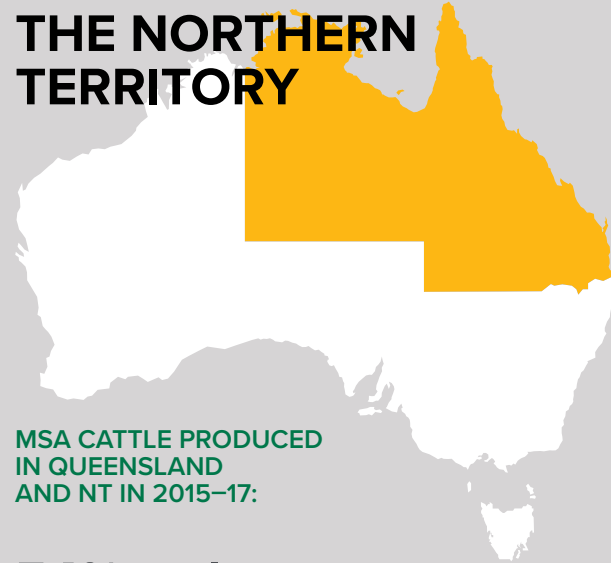 THE NORTHERN
TERRITORY
MSA CATTLE PRODUCED
IN QUEENSLAND
AND NT IN 2015–17: